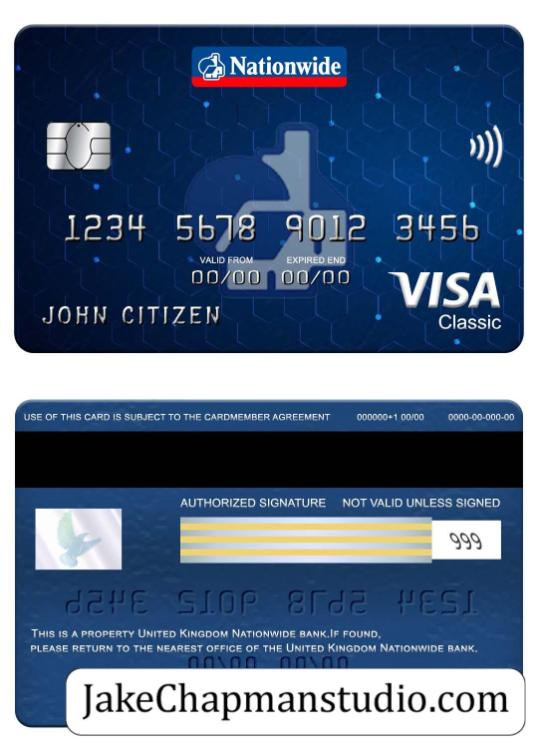 Nationwide
1234 5678 9012 3456
VALID FROM EXPIRED END
00/00 00/00
JOHN CITIZEN
VISA
Classic
USE OF THIS CARD IS SUBJECT TO THE CARDMEMBER AGREEMENT 000000+1 00/00 0000-00-000-00
AUTHORIZED SIGNATURE NOT VALID UNLESS SIGNED
999
THIS IS A PROPERTY UNITED KINGDOM NATIONWIDE BANK.IF FOUND,
PLEASE RETURN TO THE NEAREST OFFICE OF THE UNITED KINGDOM NATIONWIDE BANK.
JakeChapmanstudio.com